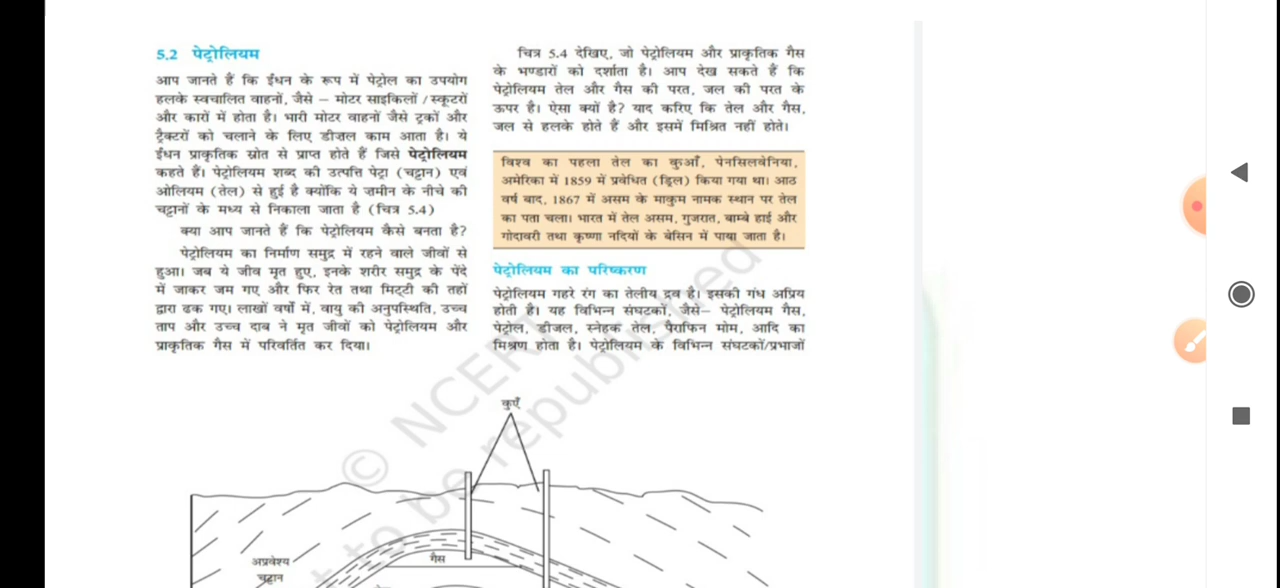 5.2 पेट्रोलियम
आप जानते हैं कि ईंधन के रूप में पेट्रोल का उपयोग
हलके स्वचालित वाहनों, जैसे – मोटर साइकिलों /स्कूटरों
और कारों में होता है। भारी मोटर वाहनों जैसे ट्रकों और
ट्रैक्टरों को चलाने के लिए डीज़ल काम आता है। ये
ईंधन प्राकृतिक स्रोत से प्राप्त होते हैं जिसे पेट्रोलियम
कहते हैं। पेट्रोलियम शब्द की उत्पत्ति पेट्रा (चट्टान) एवं
ओलियम (तेल) से हुई है क्योंकि ये ज़मीन के नीचे की
चट्टानों के मध्य से निकाला जाता है (चित्र 5.4)
क्या आप जानते हैं कि पेट्रोलियम कैसे बनता है?
पेट्रोलियम का निर्माण समुद्र में रहने वाले जीवों से
हुआ। जब ये जीव मृत हुए, इनके शरीर समुद्र के पेंदे
में जाकर जम गए और फिर रेत तथा मिट्टी की तहों
द्वारा ढक गए। लाखों वर्षों में, वायु की अनुपस्थिति, उच्च
ताप और उच्च दाब ने मृत जीवों को पेट्रोलियम और
प्राकृतिक गैस में परिवर्तित कर दिया।
चित्र 5.4 देखिए, जो पेट्रोलियम और प्राकृतिक गैस
के भण्डारों को दर्शाता है। आप देख सकते हैं कि
पेट्रोलियम तेल और गैस की परत, जल की परत के
ऊपर है। ऐसा क्यों है? याद करिए कि तेल और गैस,
जल से हलके होते हैं और इसमें मिश्रित नहीं होते।
विश्व का पहला तेल का कुआँ, पेनसिलवेनिया,
अमेरिका में 1859 में प्रवेधित (ड्रिल) किया गया था। आठ
वर्ष बाद, 1867 में असम के माकुम नामक स्थान पर तेल
का पता चला। भारत में तेल असम, गुजरात, बाम्बे हाई और
गोदावरी तथा कृष्णा नदियों के बेसिन में पाया जाता है।
पेट्रोलियम का परिष्करण
पेट्रोलियम गहरे रंग का तेलीय द्रव है। इसकी गंध अप्रिय
होती है। यह विभिन्न संघटकों, जैसे– पेट्रोलियम गैस,
पेट्रोल, डीज़ल, स्नेहक तेल, पैराफिन मोम, आदि का
मिश्रण होता है। पेट्रोलियम के विभिन्न संघटकों/प्रभाजों
कुएँ
गैस
अप्रवेश्य
चट्टान
© NCERT
t to be republished